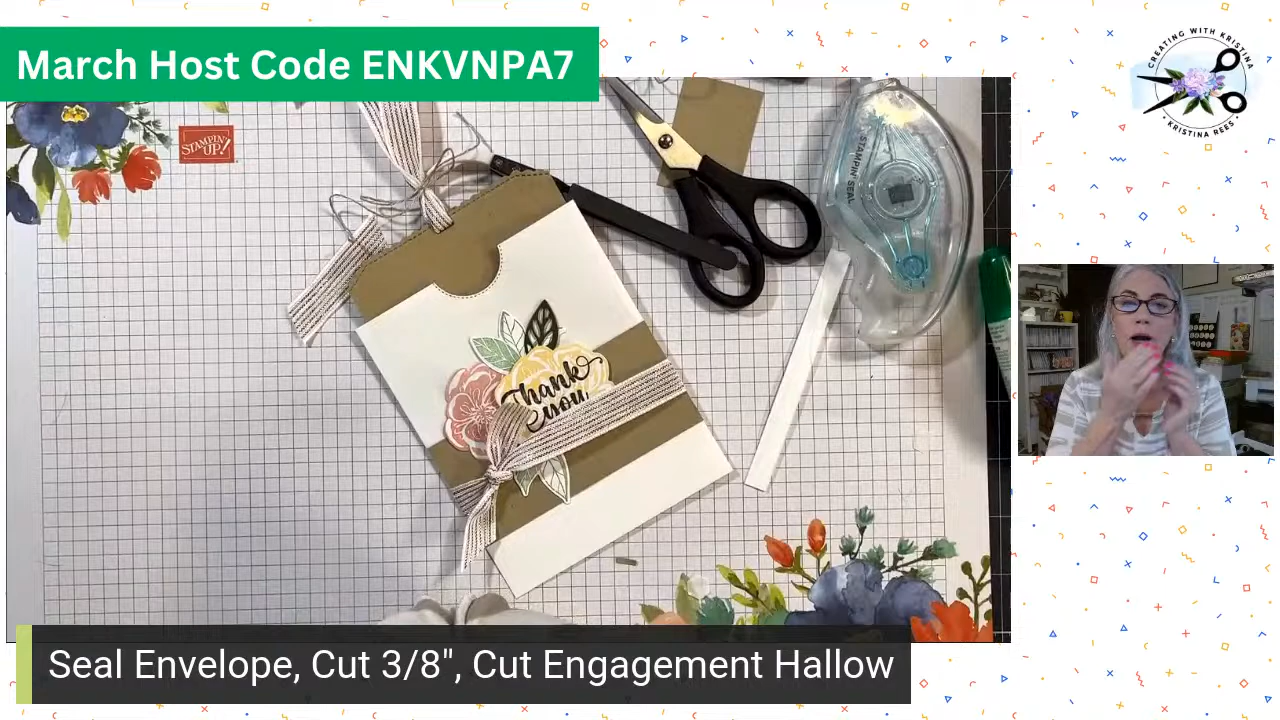 March Host Code ENKVNPA7
CREATING WITH KRISTINA
• KRISTINA REES •
STAMPIN' UP!
STAMPIN' SEAL
Thank
you
Seal Envelope, Cut 3/8", Cut Engagement Hallow